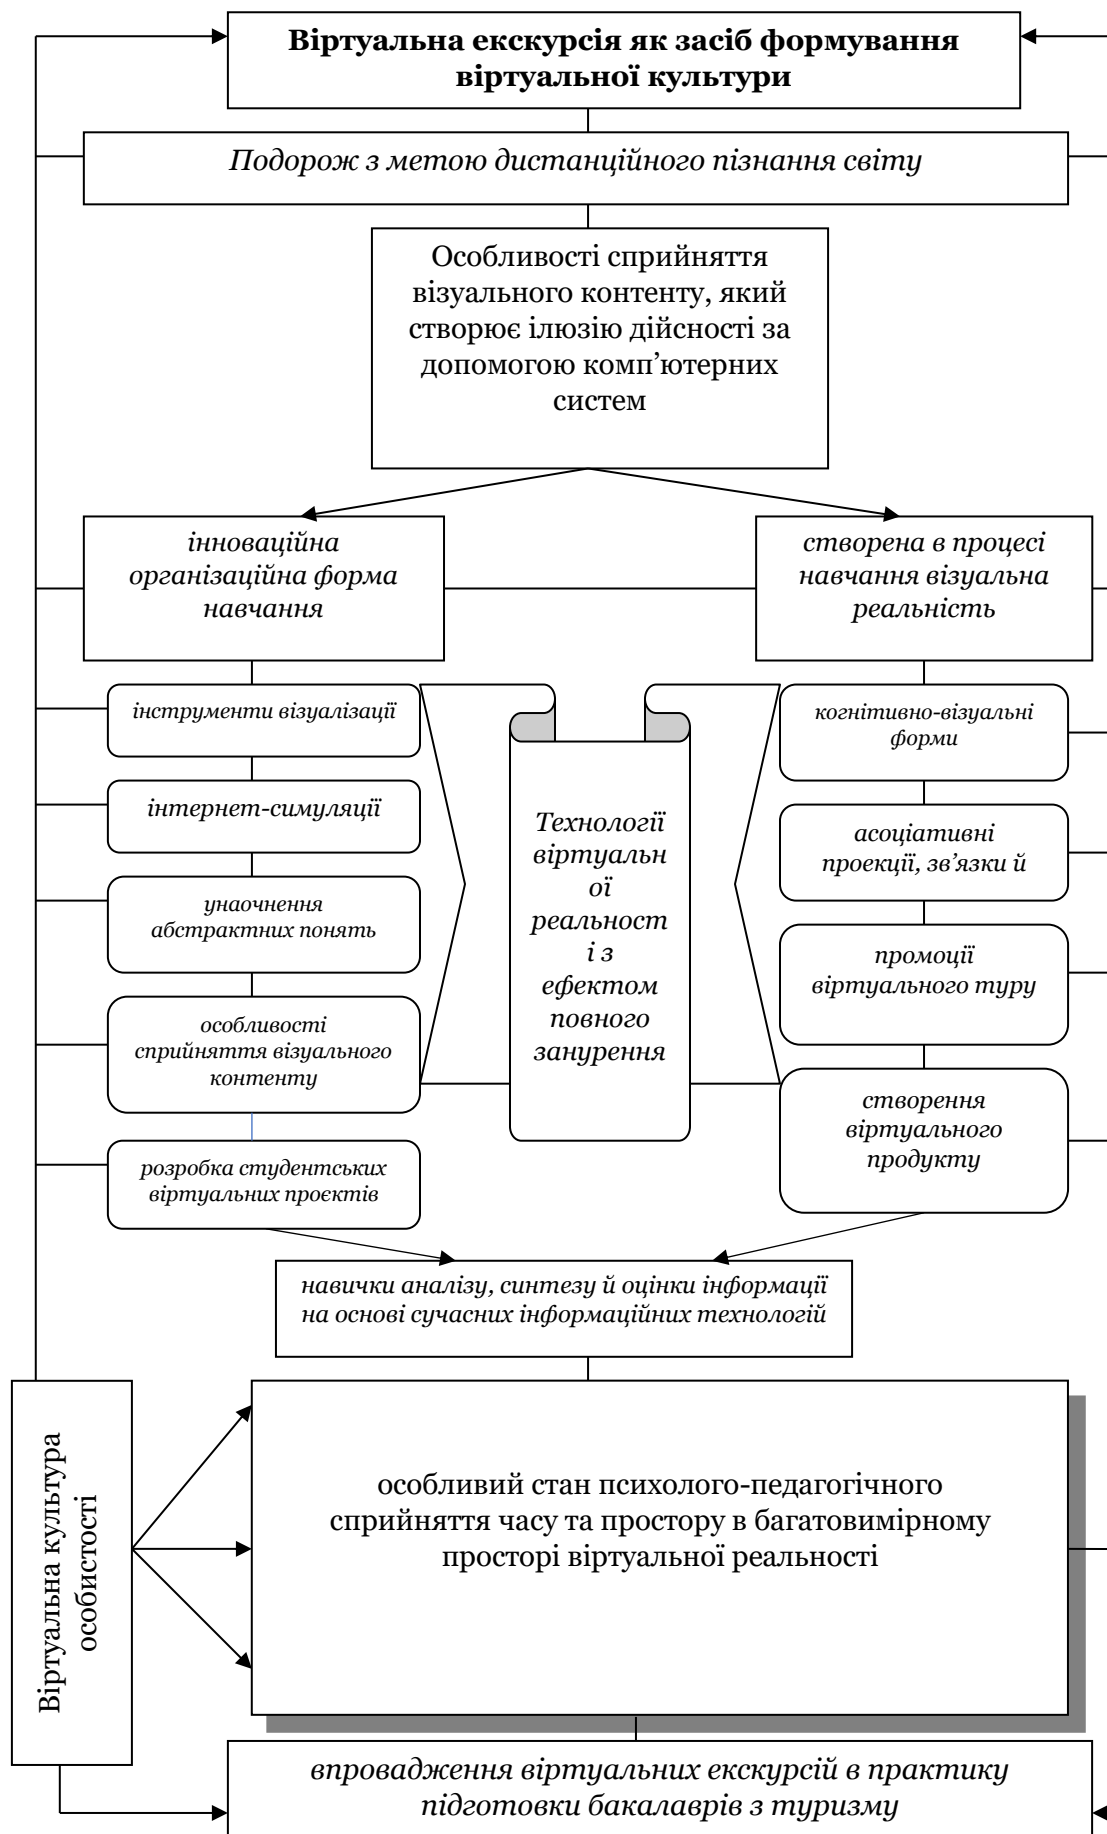 Віртуальна екскурсія як засіб формування
віртуальної культури
Подорож з метою дистанційного пізнання світу
Особливості сприйняття
візуального контенту, який
створює ілюзію дійсності за
допомогою комп’ютерних
систем
інноваційна
організаційна форма
навчання
створена в процесі
навчання візуальна
реальність
інструменти візуалізації
інтернет-симуляції
унаочнення
абстрактних понять
особливості
сприйняття візуального
контенту
розробка студентських
віртуальних проєктів
Технології
віртуальн
ої
реальност
і з
ефектом
повного
занурення
когнітивно-візуальні
форми
асоціативні
проекції, зв’язки й
промоції
віртуального туру
створення
віртуального
продукту
навички аналізу, синтезу й оцінки інформації
на основі сучасних інформаційних технологій
Віртуальна культура
особистості
особливий стан психолого-педагогічного
сприйняття часу та простору в багатовимірному
просторі віртуальної реальності
впровадження віртуальних екскурсій в практику
підготовки бакалаврів з туризму